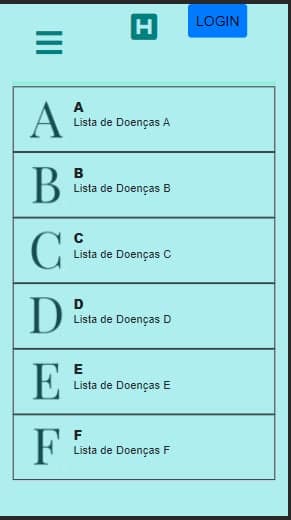 H
LOGIN
A
A
Lista de Doenças A
B
B
Lista de Doenças B
C
C
Lista de Doenças C
D
D
Lista de Doenças D
E
E
Lista de Doenças E
F
F
Lista de Doenças F